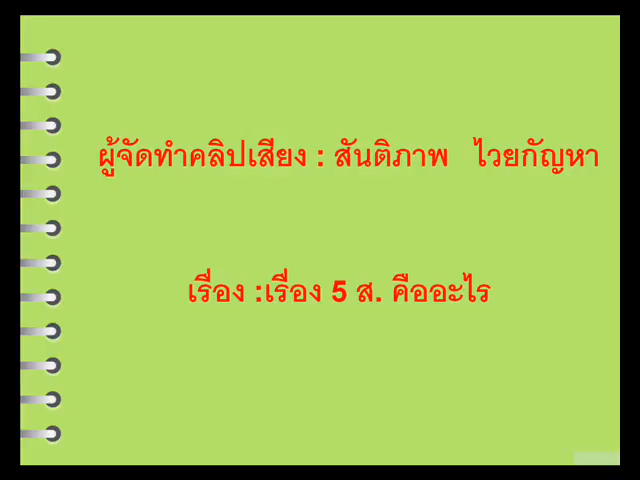 ผู้จัดทำคลิปเสียง : สันติภาพ ไวยกัญหา
เรื่อง :เรื่อง 5 ส. คืออะไร